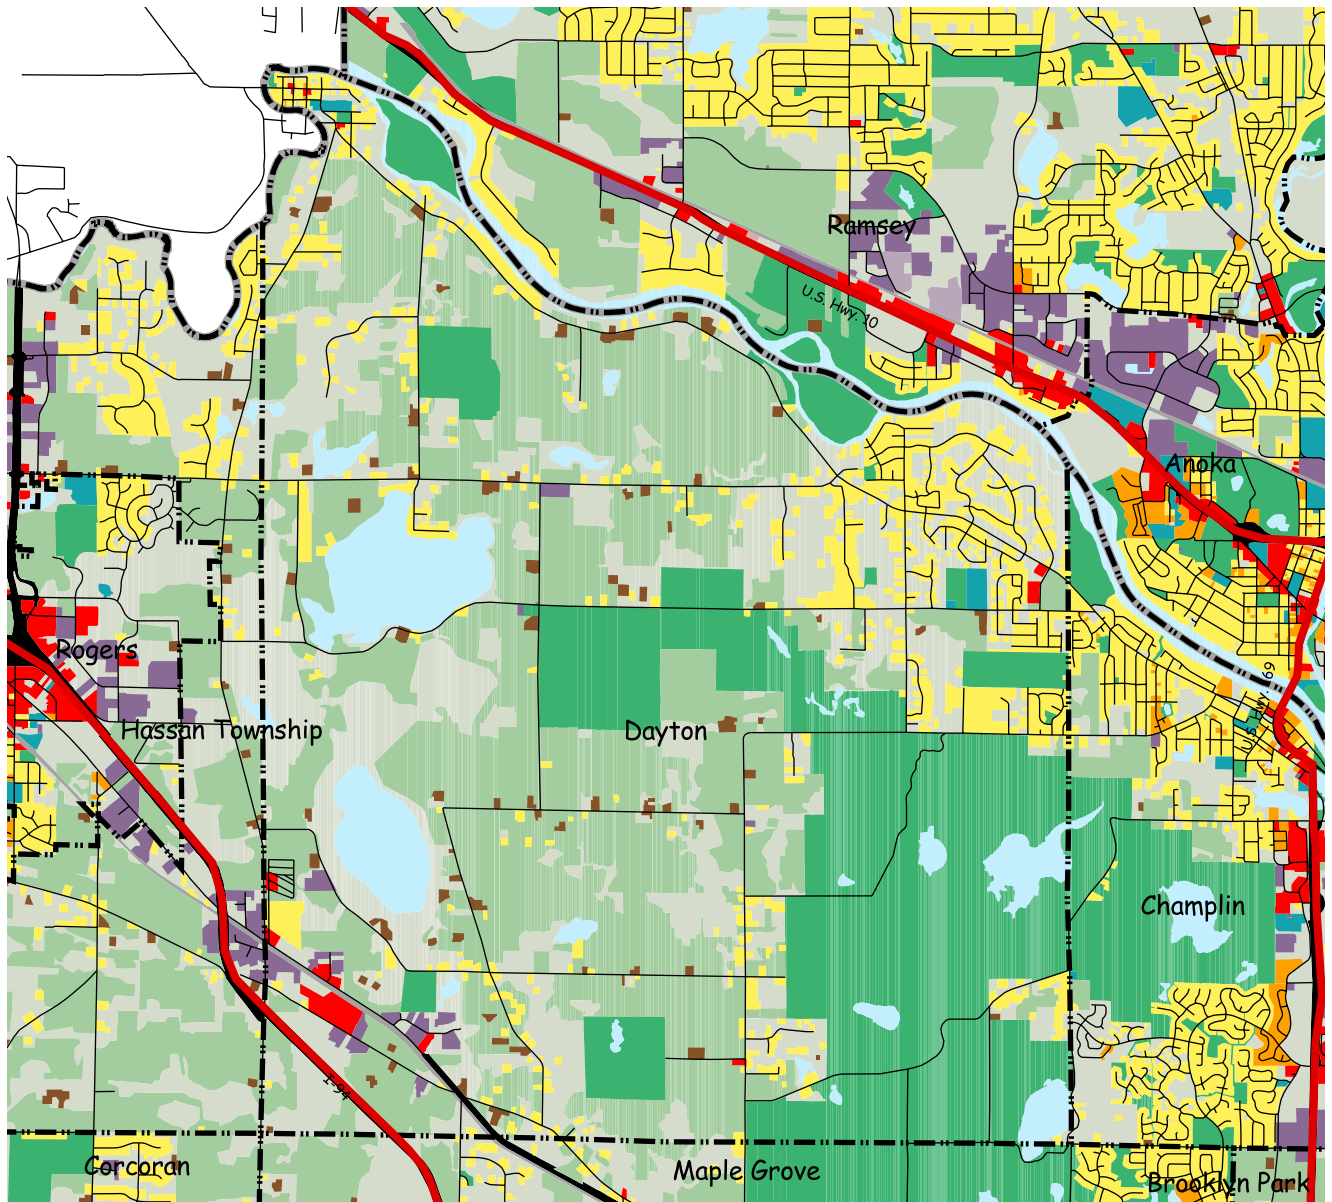 Ramsey
U.S. Hwy. 10
Anoka
Rogers
U.S. Hwy. 169
Hassan Township
Dayton
Champlin
I-94
Corcoran
Maple Grove
Brooklyn Park